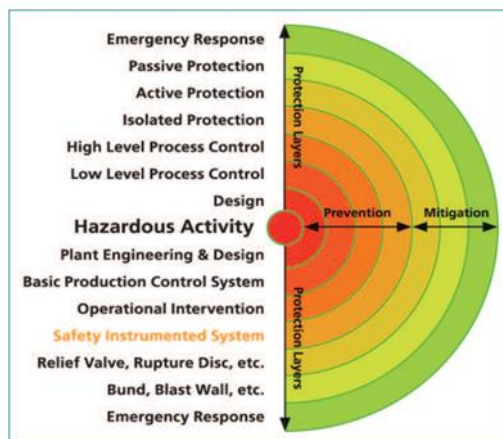 Emergency Response
Passive Protection
Active Protection
Isolated Protection
High Level Process Control
Low Level Process Control
Design
Hazardous Activity
Plant Engineering & Design
Basic Production Control System
Operational Intervention
Safety Instrumented System
Relief Valve, Rupture Disc, etc.
Bund, Blast Wall, etc.
Emergency Response
Protection Layers
Prevention
Mitigation
Protection Layers